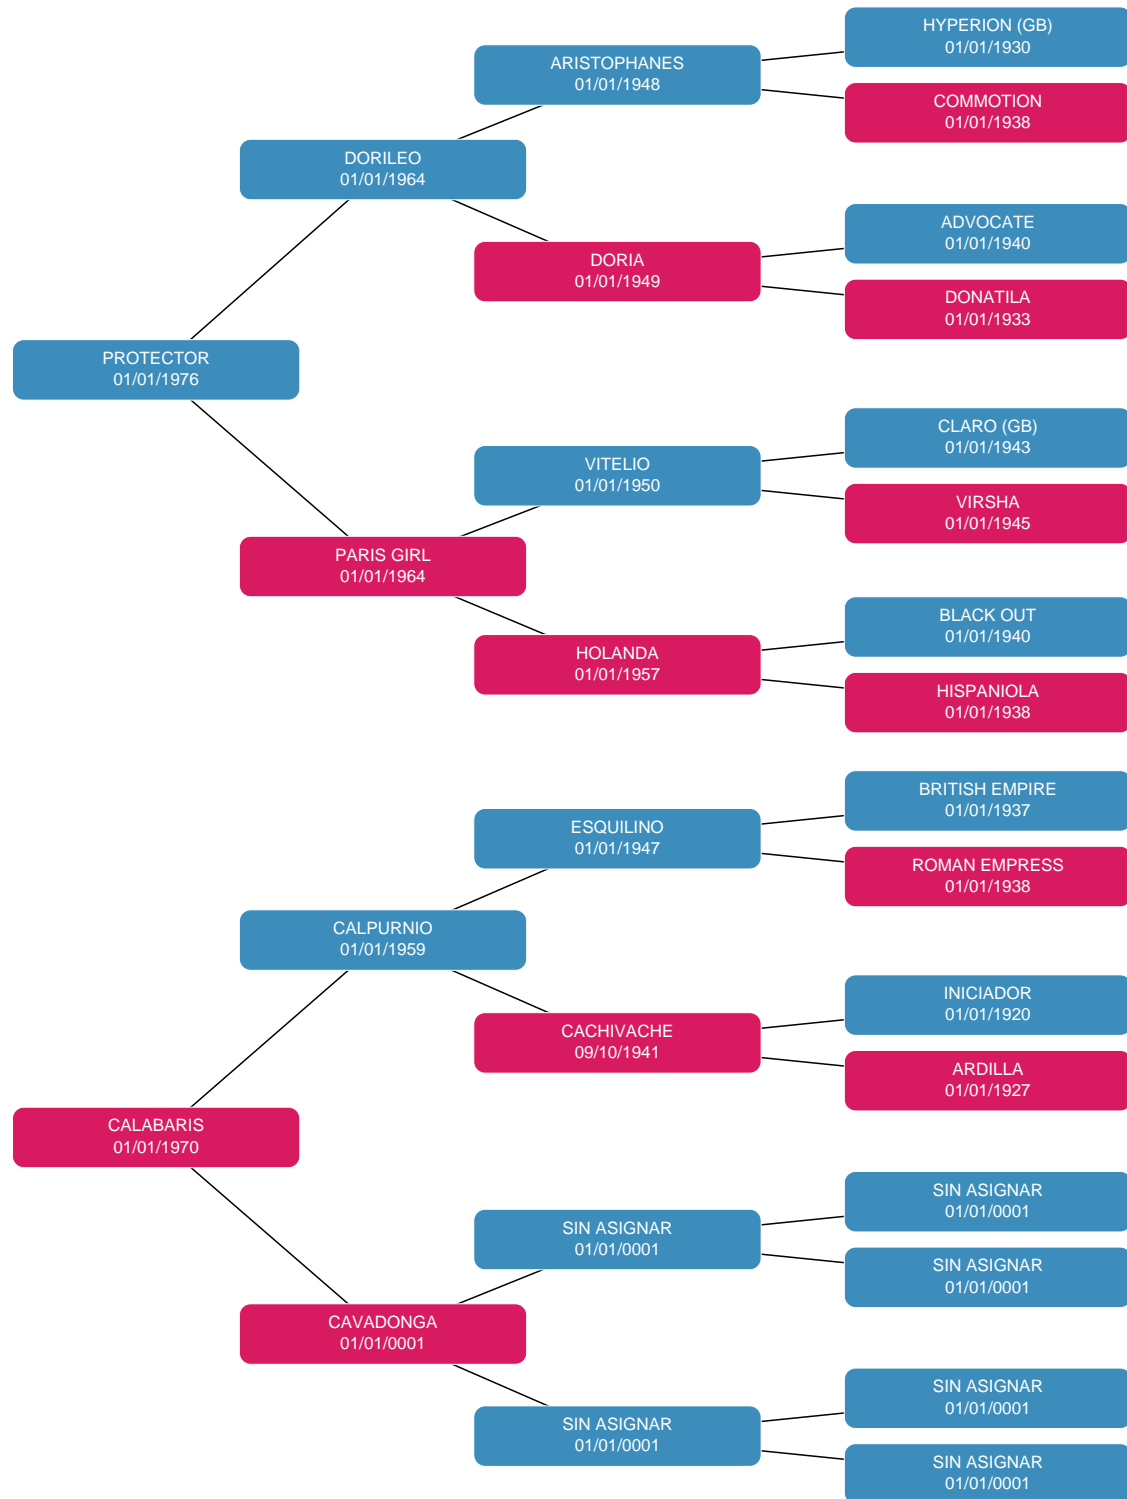 HYPERION (GB)
01/01/1930
ARISTOPHANES
01/01/1948
COMMOTION
01/01/1938
DORILEO
01/01/1964
ADVOCATE
01/01/1940
DORIA
01/01/1949
DONATILA
01/01/1933
PROTECTOR
01/01/1976
CLARO (GB)
01/01/1943
VITELIO
01/01/1950
VIRSHA
01/01/1945
PARIS GIRL
01/01/1964
BLACK OUT
01/01/1940
HOLANDA
01/01/1957
HISPANIOLA
01/01/1938
BRITISH EMPIRE
01/01/1937
ESQUILINO
01/01/1947
ROMAN EMPRESS
01/01/1938
CALPURNIO
01/01/1959
INICIADOR
01/01/1920
CACHIVACHE
09/10/1941
ARDILLA
01/01/1927
CALABARIS
01/01/1970
SIN ASIGNAR
01/01/0001
SIN ASIGNAR
01/01/0001
SIN ASIGNAR
01/01/0001
CAVADONGA
01/01/0001
SIN ASIGNAR
01/01/0001
SIN ASIGNAR
01/01/0001
SIN ASIGNAR
01/01/0001